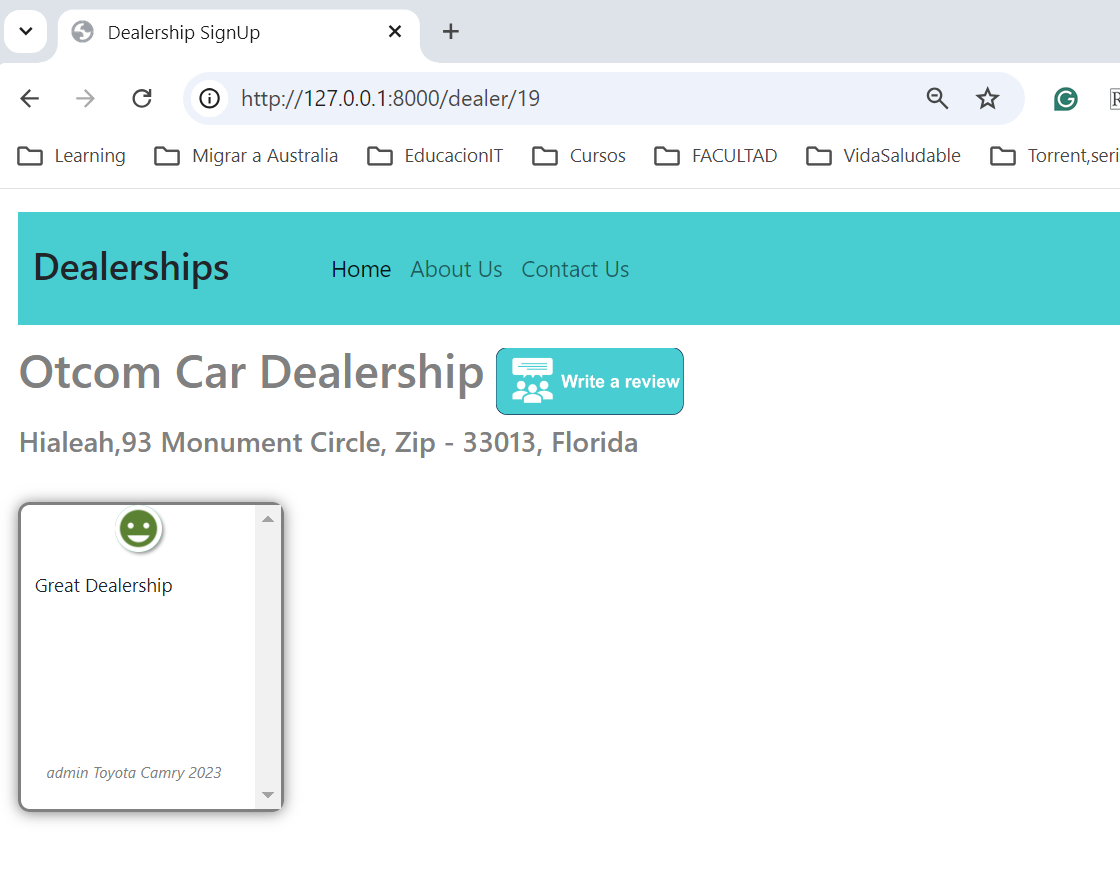 Dealership SignUp
http://127.0.0.1:8000/dealer/19
Learning Migrar a Australia EducacionIT Cursos FACULTAD VidaSaludable Torrent,seri
Dealerships Home About Us Contact Us
Otcom Car Dealership Write a review
Hialeah,93 Monument Circle, Zip - 33013, Florida
Great Dealership
admin Toyota Camry 2023